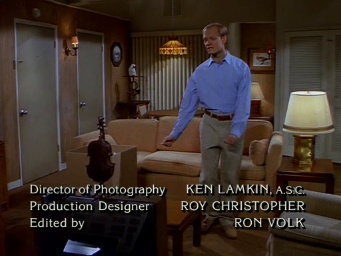 Director of Photography KEN LAMKIN, A.S.C.
Production Designer ROY CHRISTOPHER
Edited by RON VOLK